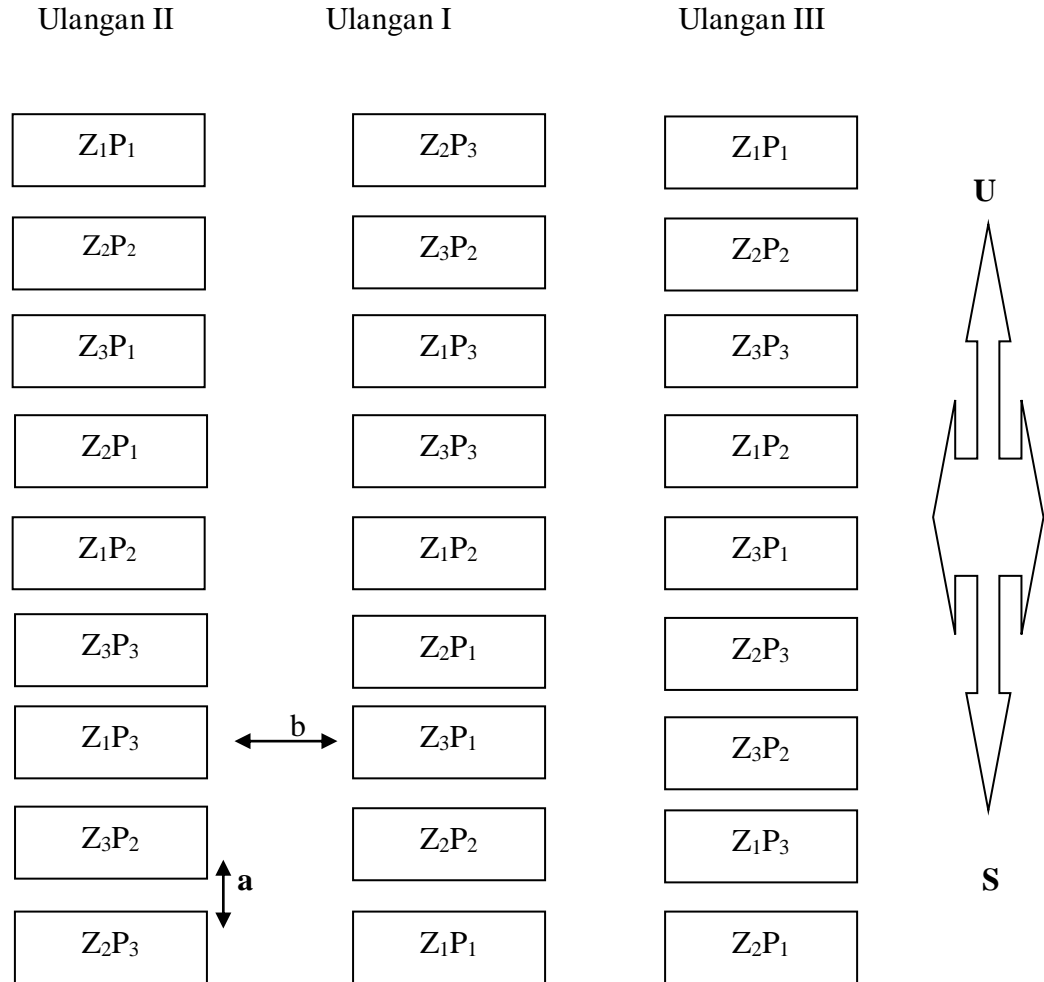 Ulangan II Ulangan I Ulangan III
Z₁P₁ Z₂P₃ Z₁P₁
U
Z₂P₂ Z₃P₂ Z₂P₂
Z₃P₁ Z₁P₃ Z₃P₃
Z₂P₁ Z₃P₃ Z₁P₂
Z₁P₂ Z₁P₂ Z₃P₁
Z₃P₃ Z₂P₁ Z₂P₃
Z₁P₃ b Z₃P₁ Z₃P₂
Z₃P₂ Z₂P₂ Z₁P₃
a S
Z₂P₃ Z₁P₁ Z₂P₁